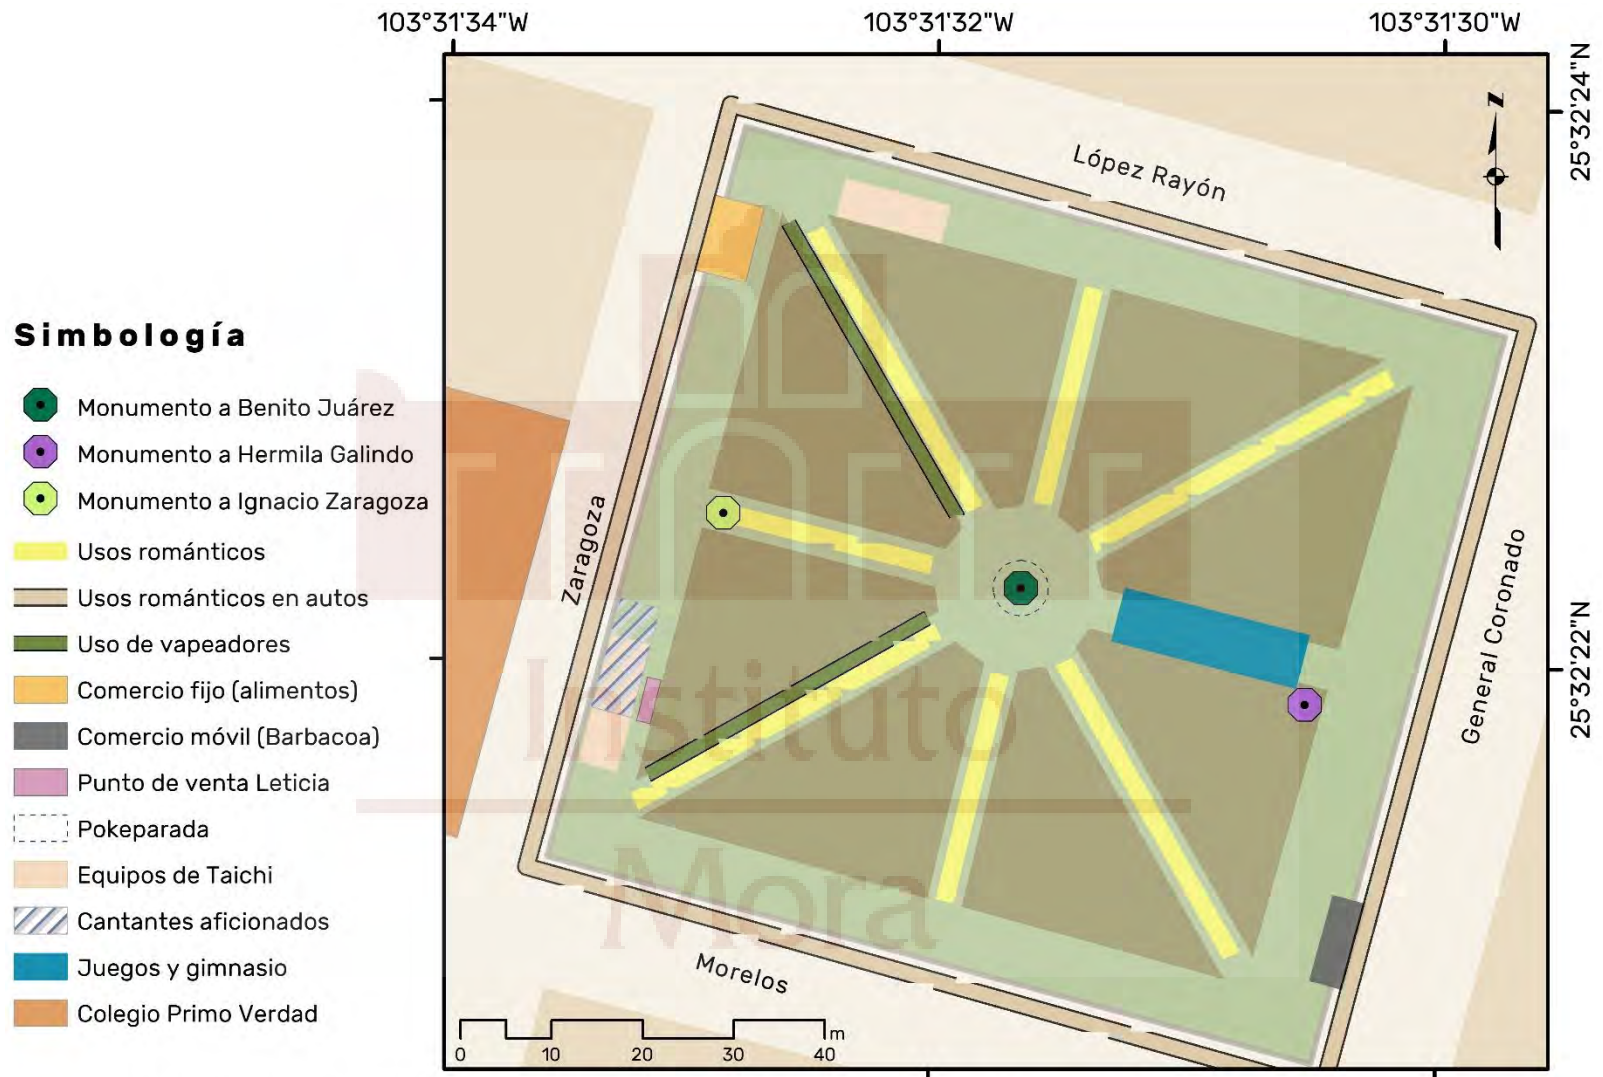 103°31'34"W
103°31'32"W
103°31'30"W
25°32'24"N
25°32'22"N
N
López Rayón
General Coronado
Zaragoza
Morelos
Simbología
Monumento a Benito Juárez
Monumento a Hermila Galindo
Monumento a Ignacio Zaragoza
Usos románticos
Usos románticos en autos
Uso de vapeadores
Comercio fijo (alimentos)
Comercio móvil (Barbacoa)
Punto de venta Leticia
Pokeparada
Equipos de Taichi
Cantantes aficionados
Juegos y gimnasio
Colegio Primo Verdad
Instituto
Mora
0 10 20 30 40 m